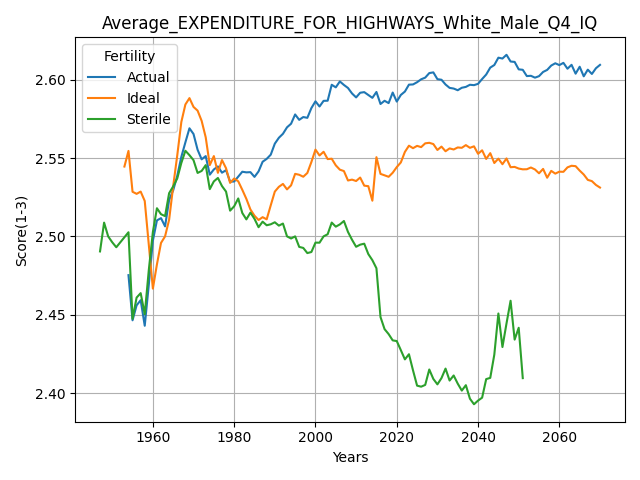 Average_EXPENDITURE_FOR_HIGHWAYS_White_Male_Q4_IQ
Fertility
Actual
Ideal
Sterile
Score(1-3)
2.60
2.55
2.50
2.45
2.40
1960 1980 2000 2020 2040 2060
Years